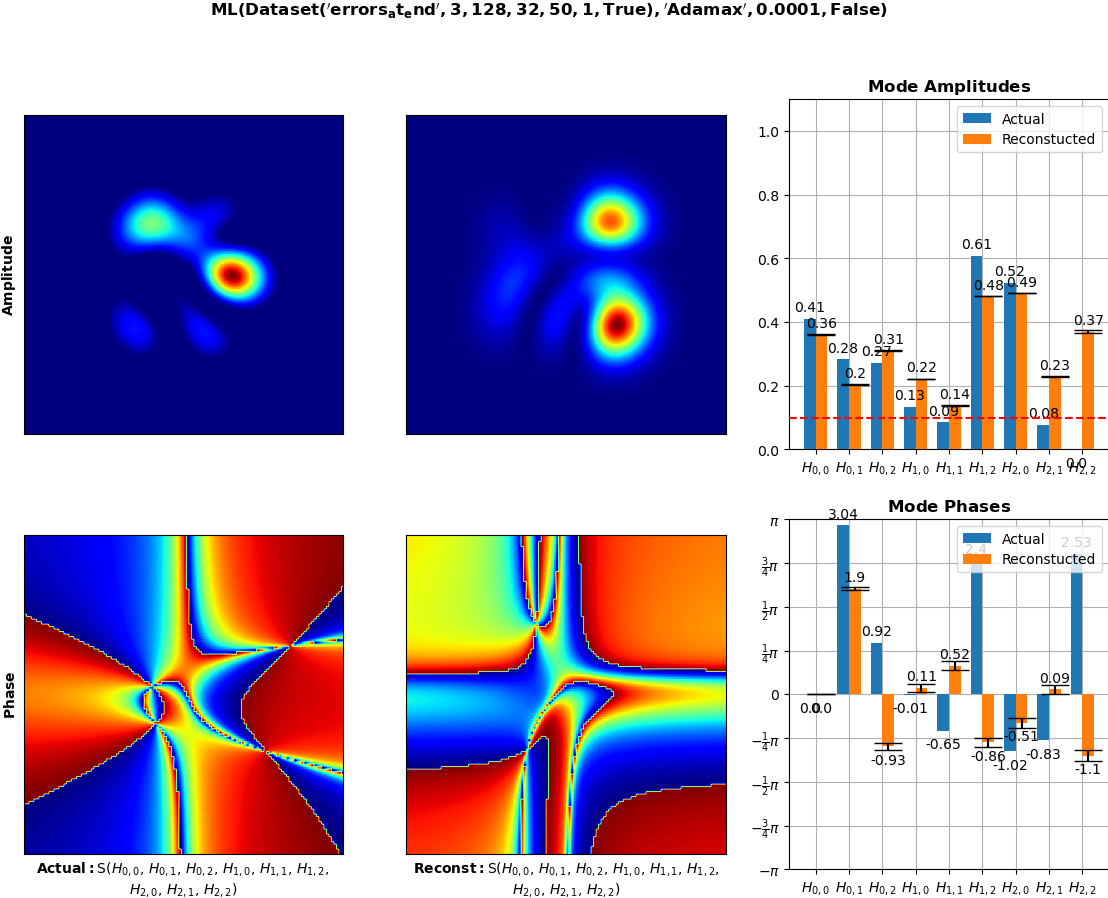 ML(Dataset('errors_at_end', 3, 128, 32, 50, 1, True), 'Adamax', 0.0001, False)
Amplitude
Mode Amplitudes
Actual
Reconstucted
1.0
0.8
0.6
0.4
0.2
0.0
0.41
0.36
0.28
0.2
0.27
0.31
0.13
0.22
0.09
0.14
0.61
0.48
0.52
0.49
0.08
0.23
0.0
0.37
H0,0 H0,1 H0,2 H1,0 H1,1 H1,2 H2,0 H2,1 H2,2
Phase
Mode Phases
Actual
Reconstucted
π
3/4π
1/2π
1/4π
0
−1/4π
−1/2π
−3/4π
−π
0.0
0.0
3.04
1.9
0.92
-0.93
-0.01
0.11
-0.65
0.52
2.4
-0.86
-1.02
-0.51
-0.83
0.09
2.53
-1.1
H0,0 H0,1 H0,2 H1,0 H1,1 H1,2 H2,0 H2,1 H2,2
Actual: S(H0,0, H0,1, H0,2, H1,0, H1,1, H1,2,
H2,0, H2,1, H2,2)
Reconst: S(H0,0, H0,1, H0,2, H1,0, H1,1, H1,2,
H2,0, H2,1, H2,2)